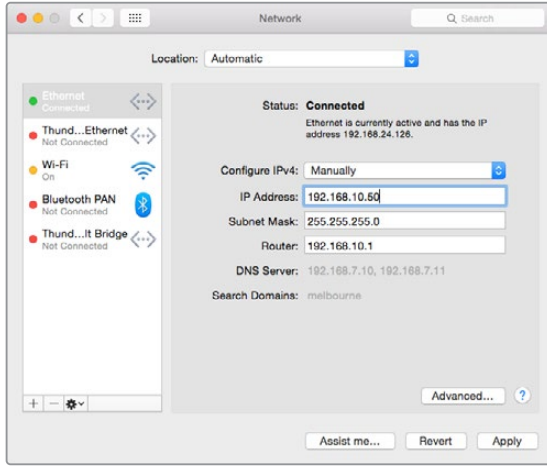 Network
Search
Location: Automatic
Ethernet
Connected
Thund...Ethernet
Not Connected
Wi-Fi
On
Bluetooth PAN
Not Connected
Thund...lt Bridge
Not Connected
Status: Connected
Ethernet is currently active and has the IP
address 192.168.24.126.
Configure IPv4: Manually
IP Address: 192.168.10.50
Subnet Mask: 255.255.255.0
Router: 192.168.10.1
DNS Server: 192.168.7.10, 192.168.7.11
Search Domains: melbourne
Advanced... ?
Assist me... Revert Apply